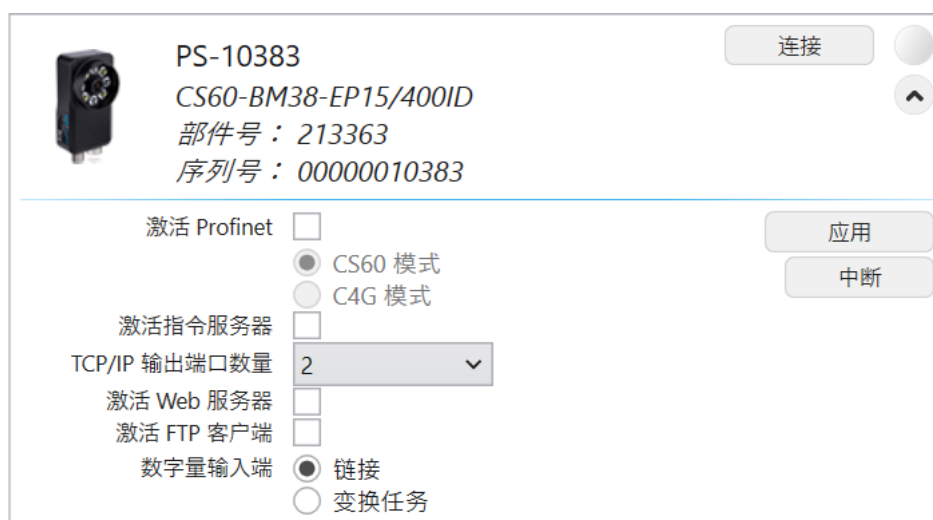 PS-10383
连接
CS60-BM38-EP15/400ID
部件号： 213363
序列号： 00000010383
激活 Profinet
应用
CS60 模式
中断
C4G 模式
激活指令服务器
TCP/IP 输出端口数量 2
激活 Web 服务器
激活 FTP 客户端
数字量输入端 链接
变换任务